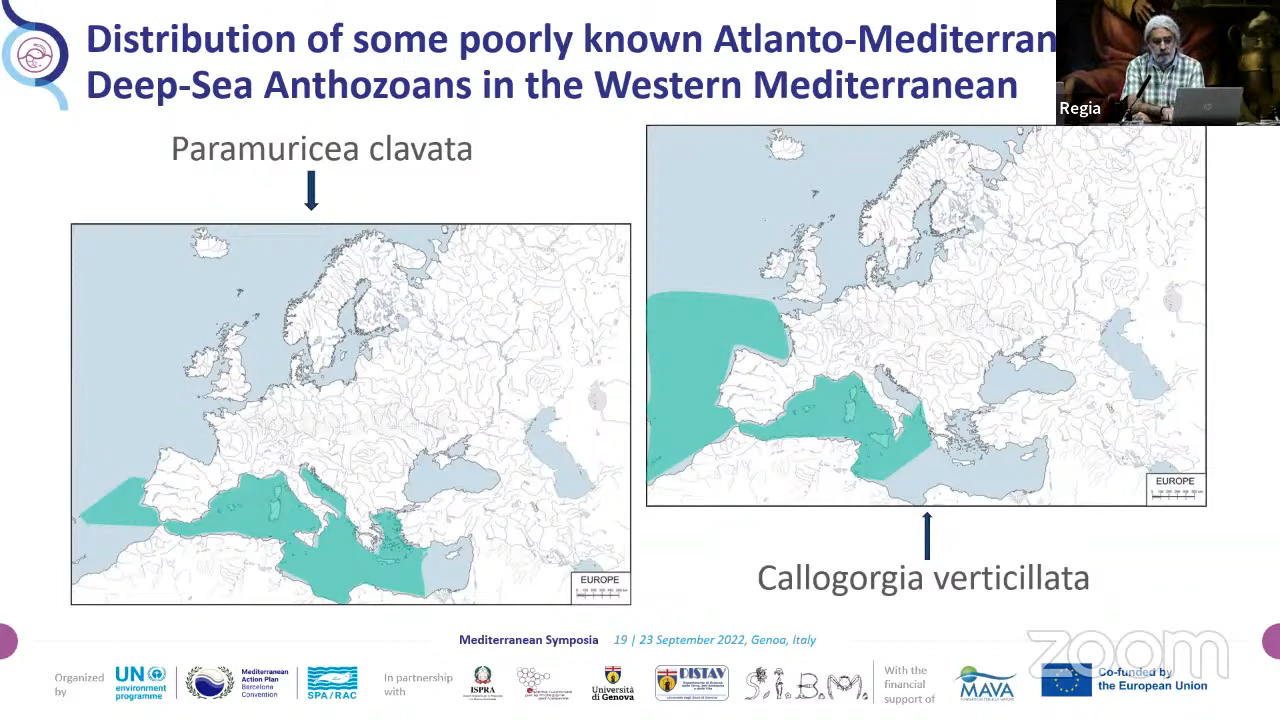 Distribution of some poorly known Atlanto-Mediterran
Deep-Sea Anthozoans in the Western Mediterranean
Regia
Paramuricea clavata
EUROPE
EUROPE
Callogorgia verticillata
Mediterranean Symposia 19 | 23 September 2022, Genoa, Italy
zoom
Organized by
UN environment programme
Mediterranean Action Plan Barcelona Convention
SPA/RAC
In partnership with
ISPRA
Università di Genova
DISTAV
S.I.B.M.
With the financial support of
MAVA
Co-funded by the European Union